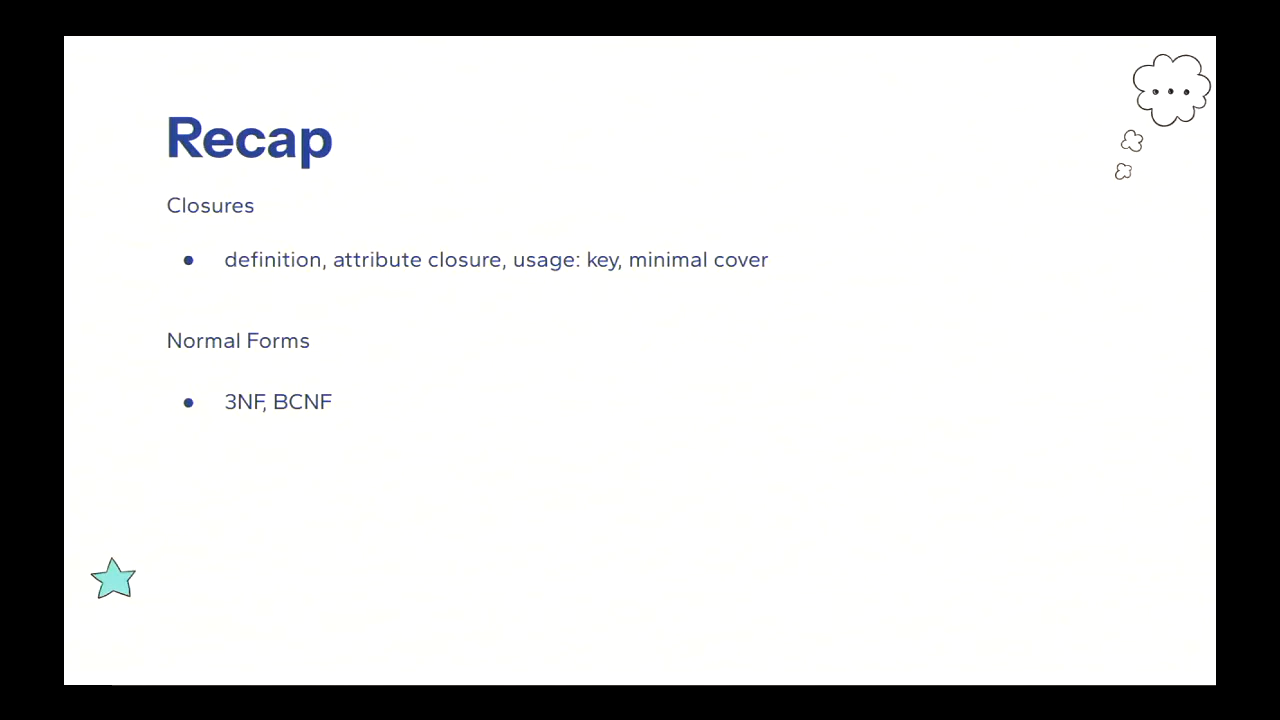 Recap
Closures
● definition, attribute closure, usage: key, minimal cover
Normal Forms
● 3NF, BCNF